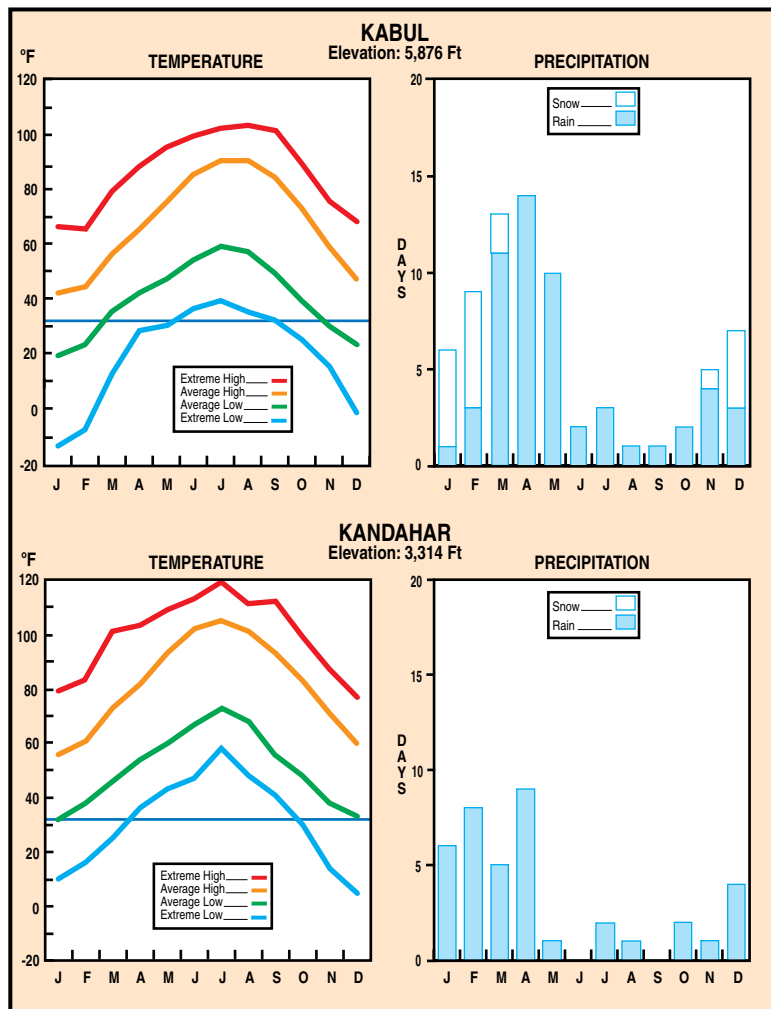 KABUL
Elevation: 5,876 Ft
°F
TEMPERATURE
120
100
80
60
40
20
0
-20
Extreme High
Average High
Average Low
Extreme Low
J F M A M J J A S O N D
PRECIPITATION
20
15
10
5
0
DAYS
Snow
Rain
J F M A M J J A S O N D
KANDAHAR
Elevation: 3,314 Ft
°F
TEMPERATURE
120
100
80
60
40
20
0
-20
Extreme High
Average High
Average Low
Extreme Low
J F M A M J J A S O N D
PRECIPITATION
20
15
10
5
0
DAYS
Snow
Rain
J F M A M J J A S O N D